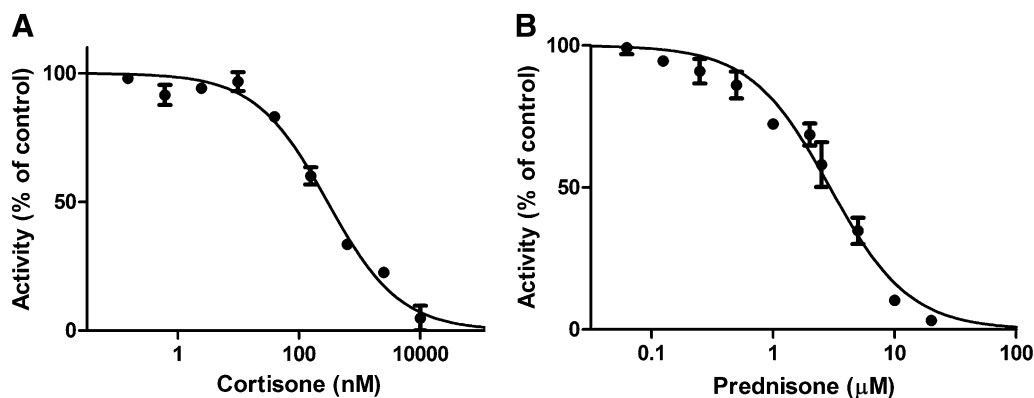 A
Activity (% of control)
100
50
0
1
100
10000
Cortisone (nM)
B
Activity (% of control)
100
50
0
0.1
1
10
100
Prednisone (μM)